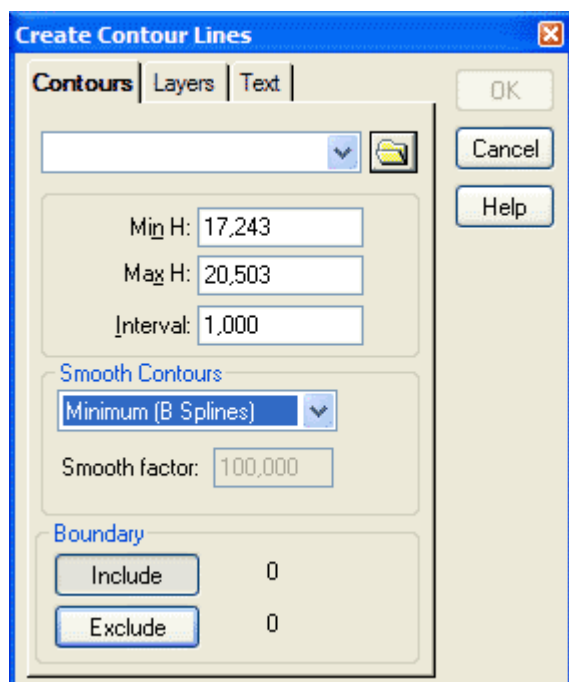 Create Contour Lines
Contours Layers Text
OK
Cancel
Help
Min H: 17,243
Max H: 20,503
Interval: 1,000
Smooth Contours
Minimum (B Splines)
Smooth factor: 100,000
Boundary
Include 0
Exclude 0